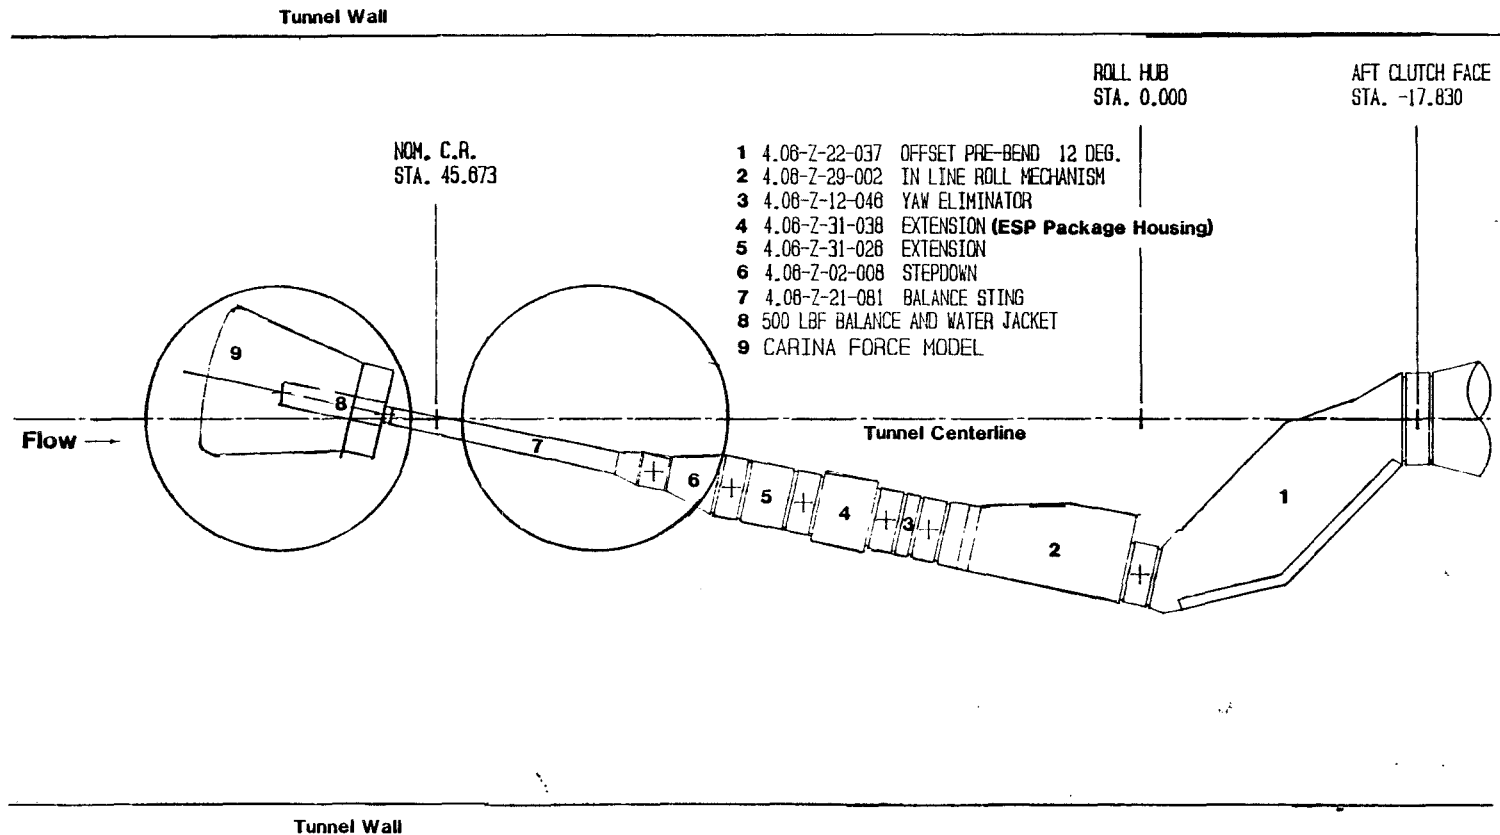 Tunnel Wall
ROLL HUB
STA. 0.000
AFT CLUTCH FACE
STA. -17.830
NOM. C.R.
STA. 45.673
1 4.06-Z-22-037 OFFSET PRE-BEND 12 DEG.
2 4.06-Z-29-002 IN LINE ROLL MECHANISM
3 4.06-Z-12-046 YAW ELIMINATOR
4 4.06-Z-31-038 EXTENSION (ESP Package Housing)
5 4.06-Z-31-028 EXTENSION
6 4.06-Z-02-008 STEPDOWN
7 4.06-Z-21-081 BALANCE STING
8 500 LBF BALANCE AND WATER JACKET
9 CARINA FORCE MODEL
9
8
Flow
7
Tunnel Centerline
6
5
4
3
2
1
Tunnel Wall